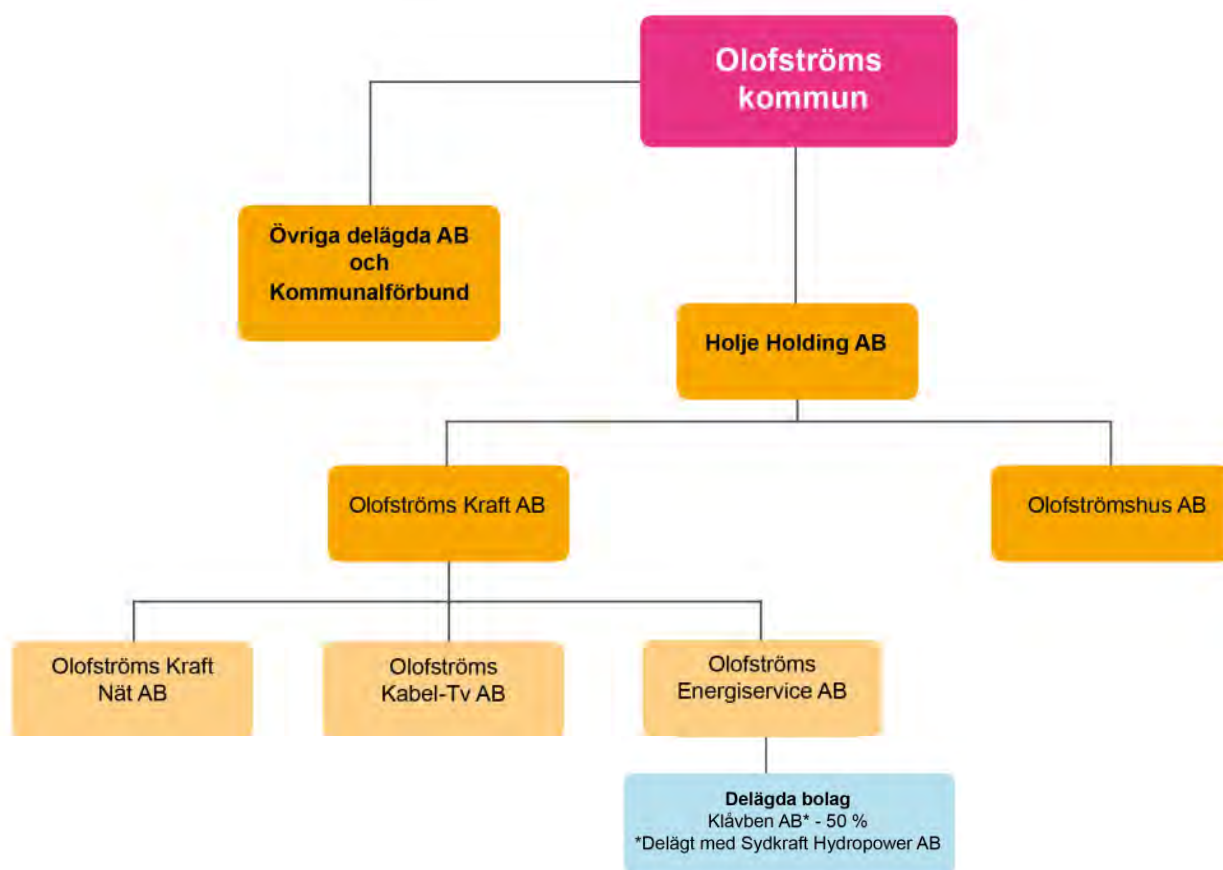 Olofströms
kommun
Övriga delägda AB
och
Kommunalförbund
Holje Holding AB
Olofströms Kraft AB
Olofströmshus AB
Olofströms Kraft
Nät AB
Olofströms
Kabel-Tv AB
Olofströms
Energiservice AB
Delägda bolag
Klåvben AB* - 50 %
*Delägt med Sydkraft Hydropower AB